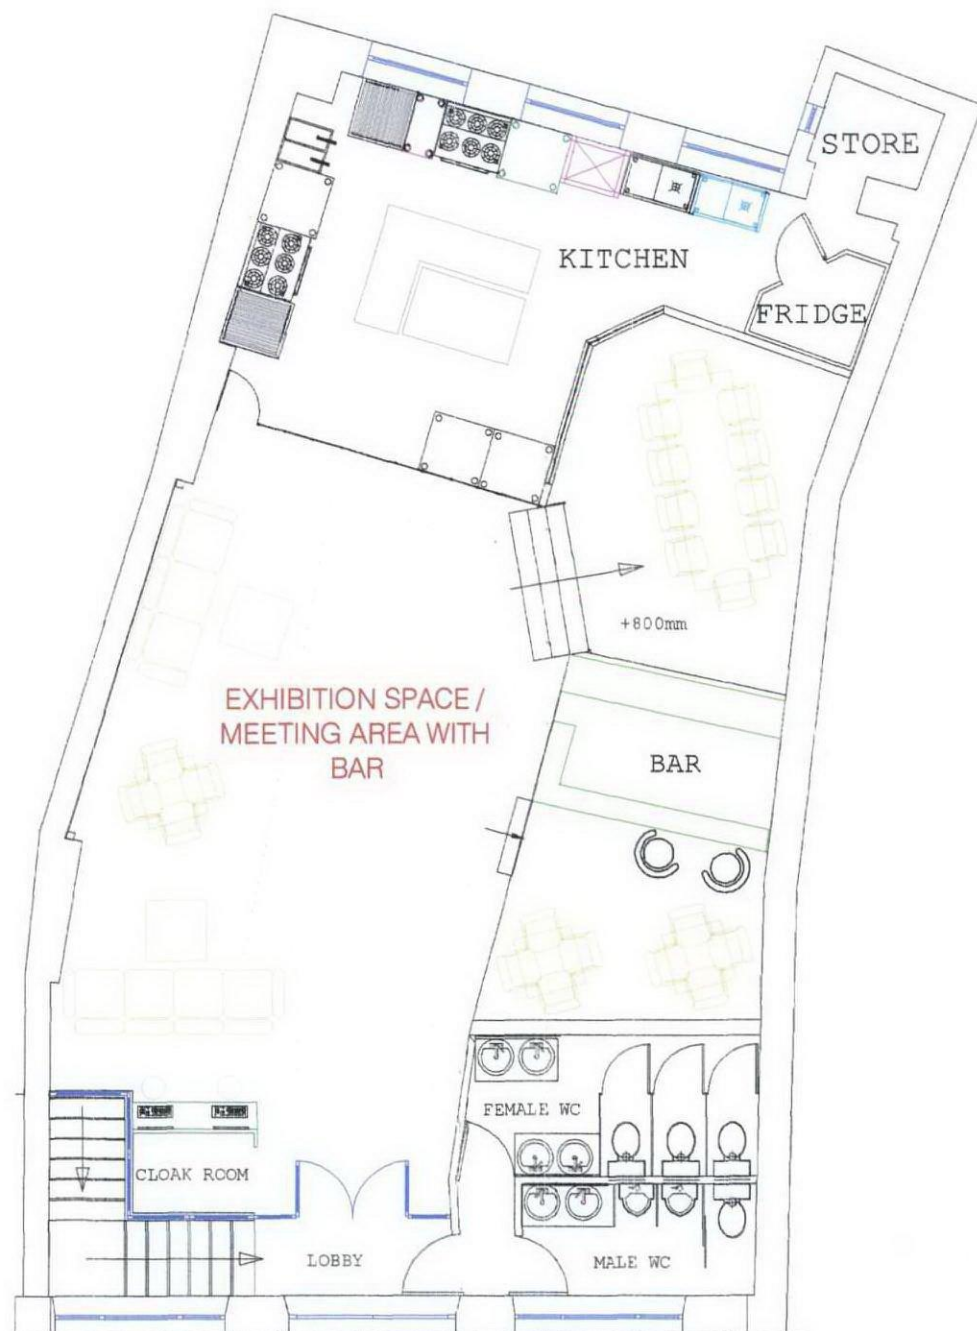 STORE
KITCHEN
FRIDGE
+800mm
EXHIBITION SPACE /
MEETING AREA WITH
BAR
BAR
FEMALE WC
CLOAK ROOM
LOBBY
MALE WC